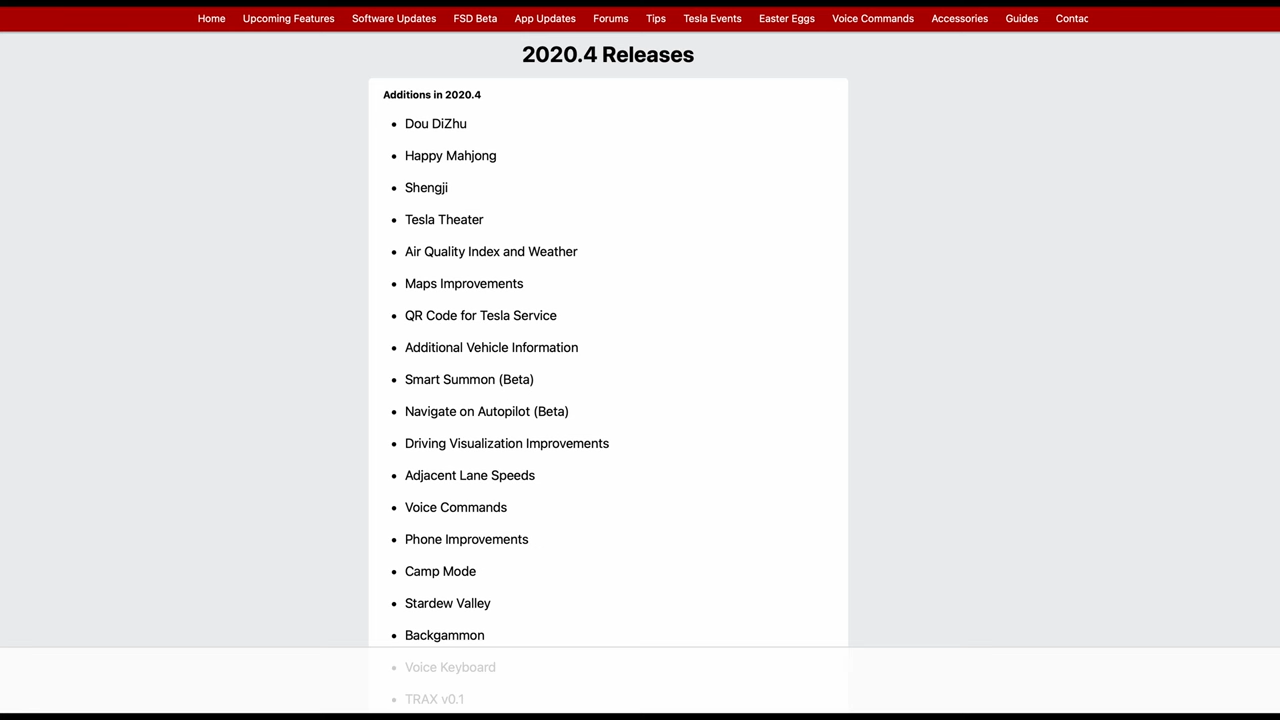 Home Upcoming Features Software Updates FSD Beta App Updates Forums Tips Tesla Events Easter Eggs Voice Commands Accessories Guides Contac
2020.4 Releases
Additions in 2020.4
• Dou DiZhu
• Happy Mahjong
• Shengji
• Tesla Theater
• Air Quality Index and Weather
• Maps Improvements
• QR Code for Tesla Service
• Additional Vehicle Information
• Smart Summon (Beta)
• Navigate on Autopilot (Beta)
• Driving Visualization Improvements
• Adjacent Lane Speeds
• Voice Commands
• Phone Improvements
• Camp Mode
• Stardew Valley
• Backgammon
• Voice Keyboard
• TRAX v0.1